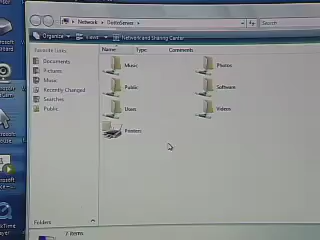 Network ▸ DemoServer ▸
Search
Organize ▾ Views ▾ Network and Sharing Center
Favorite Links
Name Type Comments
Documents
Pictures
Music
Recently Changed
Searches
Public
Music
Photos
Public
Software
Users
Videos
Printers
Folders
7 items